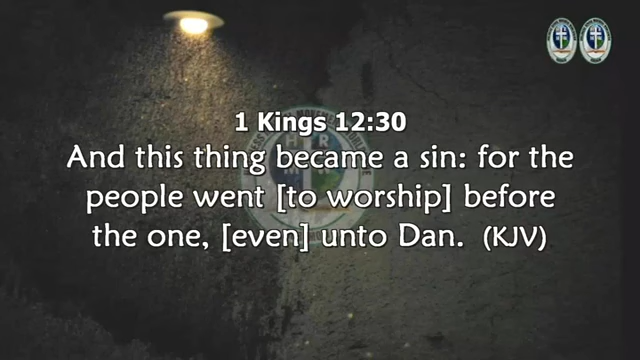 1 Kings 12:30
And this thing became a sin: for the
people went [to worship] before
the one, [even] unto Dan. (KJV)